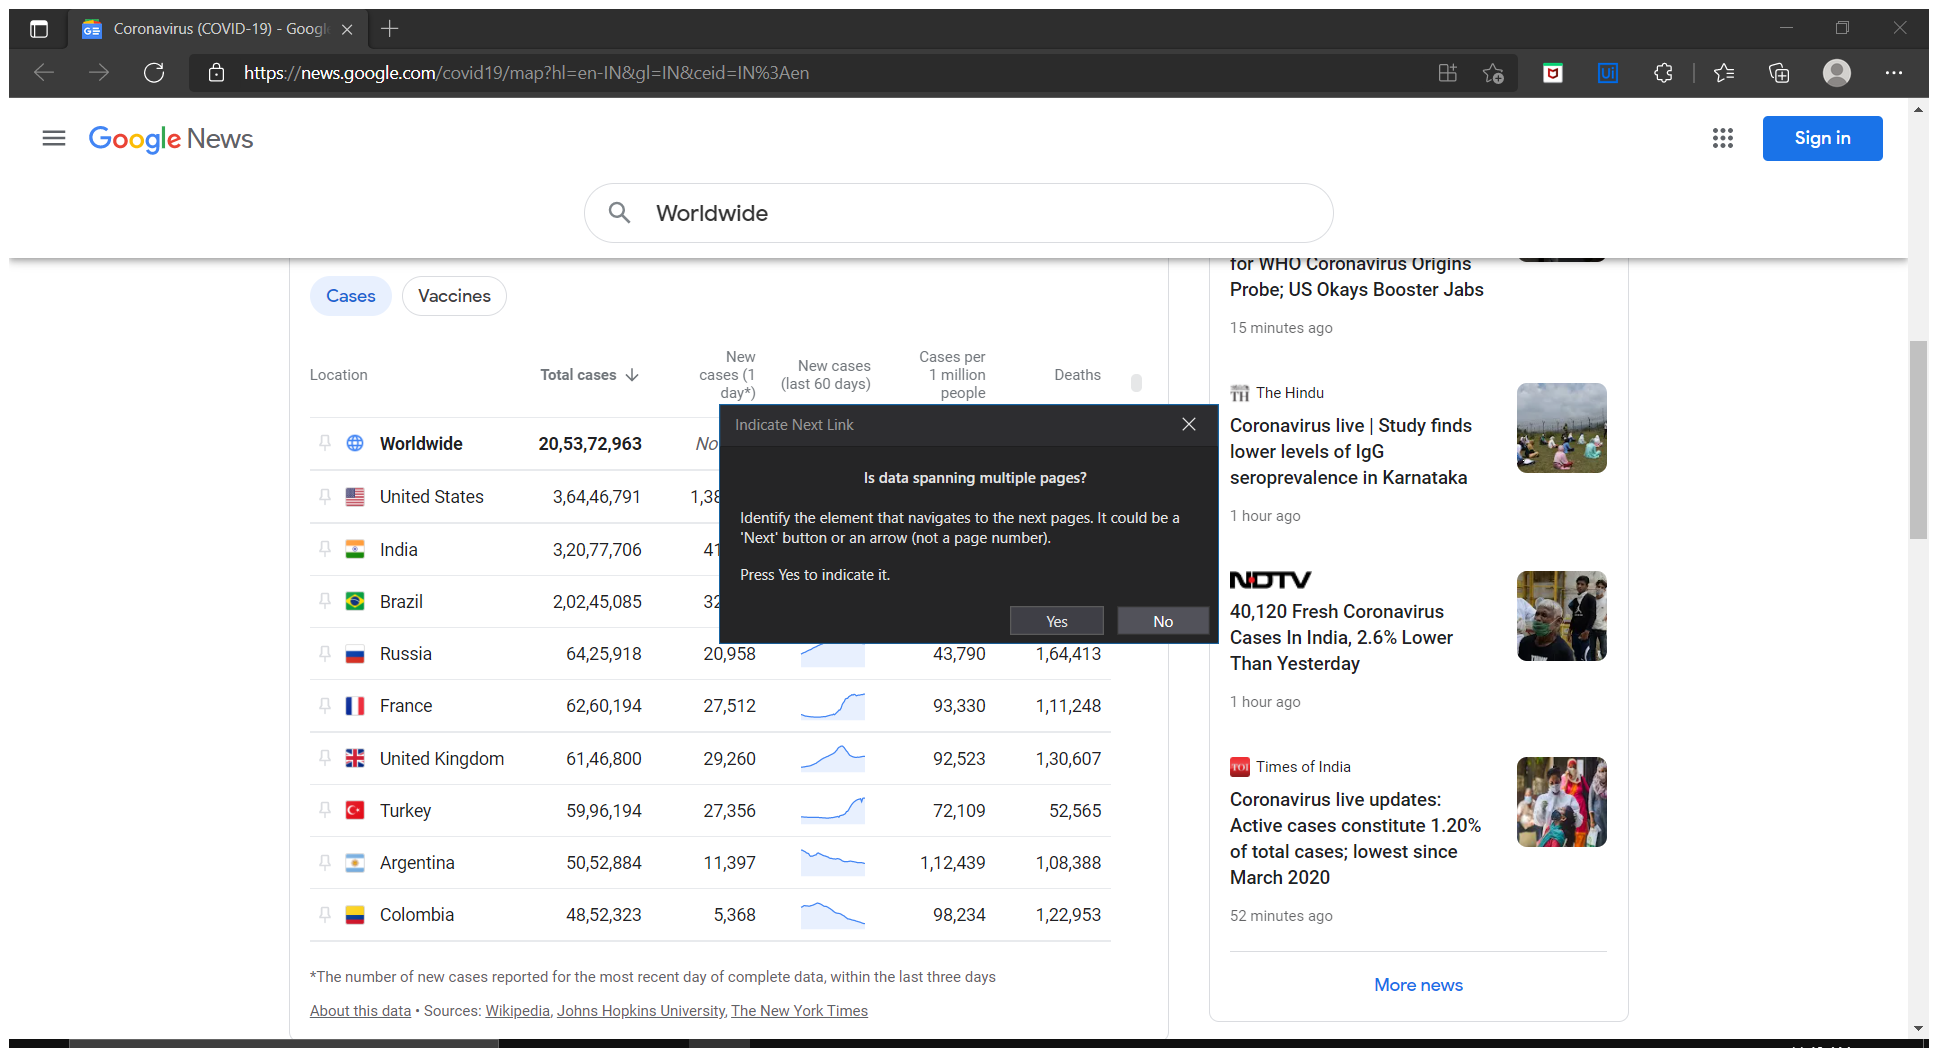 Coronavirus (COVID-19) - Googl
https://news.google.com/covid19/map?hl=en-IN&gl=IN&ceid=IN%3Aen
Google News
Sign in
Worldwide
Cases
Vaccines
Location
Total cases
New cases (1 day*)
New cases (last 60 days)
Cases per 1 million people
Deaths
Worldwide 20,53,72,963 No
United States 3,64,46,791 1,38
India 3,20,77,706 41
Brazil 2,02,45,085 32
Russia 64,25,918 20,958 43,790 1,64,413
France 62,60,194 27,512 93,330 1,11,248
United Kingdom 61,46,800 29,260 92,523 1,30,607
Turkey 59,96,194 27,356 72,109 52,565
Argentina 50,52,884 11,397 1,12,439 1,08,388
Colombia 48,52,323 5,368 98,234 1,22,953
*The number of new cases reported for the most recent day of complete data, within the last three days
About this data • Sources: Wikipedia, Johns Hopkins University, The New York Times
Indicate Next Link
Is data spanning multiple pages?
Identify the element that navigates to the next pages. It could be a
'Next' button or an arrow (not a page number).
Press Yes to indicate it.
Yes
No
for WHO Coronavirus Origins
Probe; US Okays Booster Jabs
15 minutes ago
TH The Hindu
Coronavirus live | Study finds
lower levels of IgG
seroprevalence in Karnataka
1 hour ago
NDTV
40,120 Fresh Coronavirus
Cases In India, 2.6% Lower
Than Yesterday
1 hour ago
TOI Times of India
Coronavirus live updates:
Active cases constitute 1.20%
of total cases; lowest since
March 2020
52 minutes ago
More news